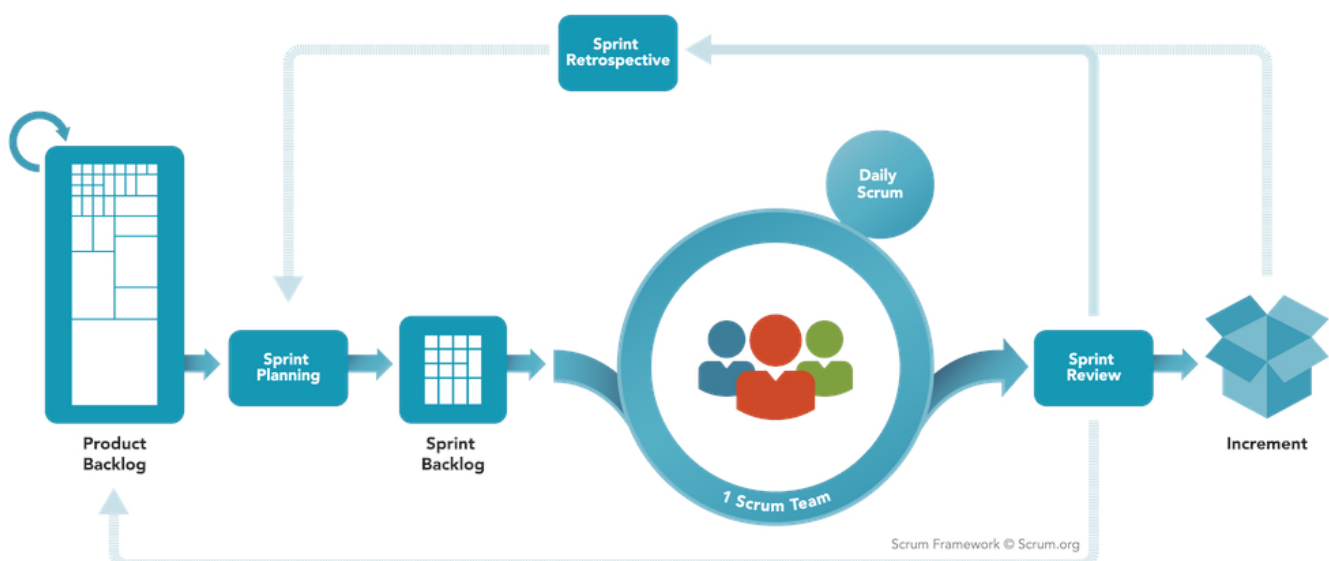 Sprint
Retrospective
Daily
Scrum
Sprint
Planning
Sprint
Review
Product
Backlog
Sprint
Backlog
Increment
1 Scrum Team
Scrum Framework © Scrum.org